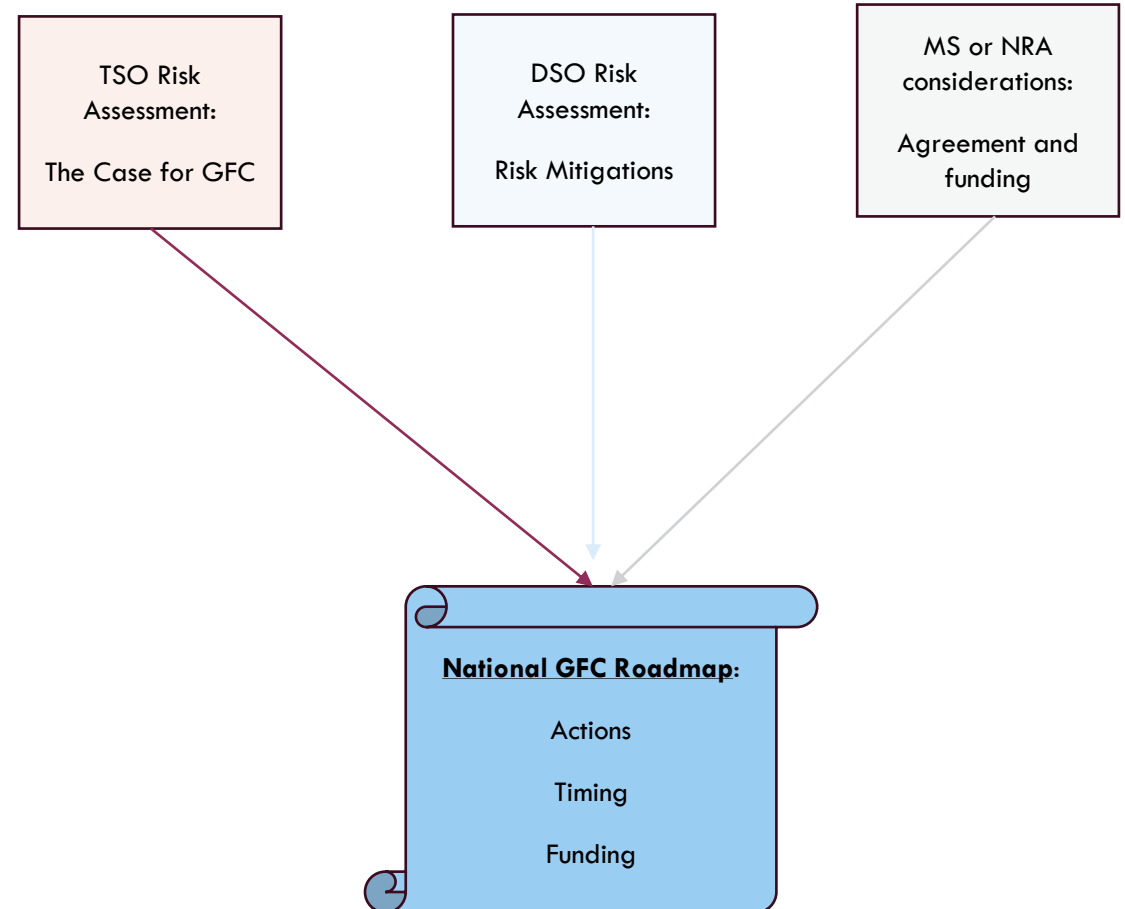 TSO Risk
Assessment:
The Case for GFC
DSO Risk
Assessment:
Risk Mitigations
MS or NRA
considerations:
Agreement and
funding
National GFC Roadmap:
Actions
Timing
Funding